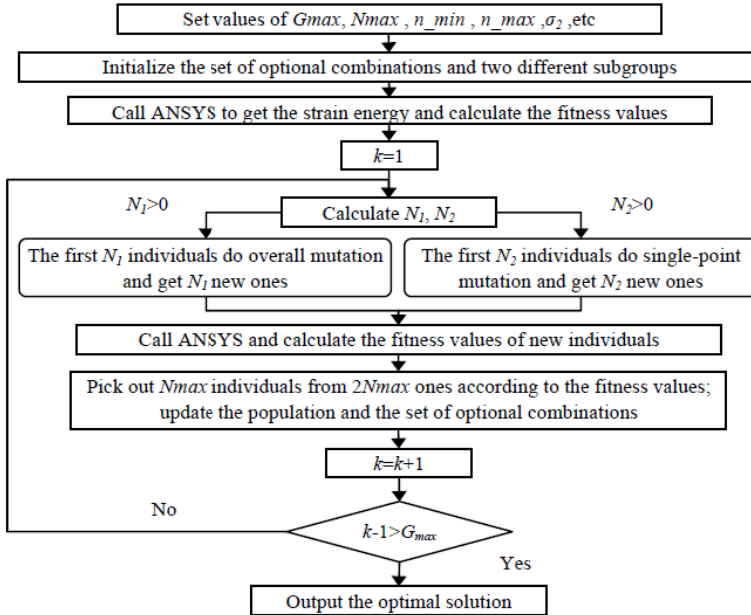 Set values of Gmax, Nmax , n_min , n_max ,σ2 ,etc
Initialize the set of optional combinations and two different subgroups
Call ANSYS to get the strain energy and calculate the fitness values
k=1
N1>0
Calculate N1, N2
N2>0
The first N1 individuals do overall mutation
and get N1 new ones
The first N2 individuals do single-point
mutation and get N2 new ones
Call ANSYS and calculate the fitness values of new individuals
Pick out Nmax individuals from 2Nmax ones according to the fitness values;
update the population and the set of optional combinations
k=k+1
No
k-1>Gmax
Yes
Output the optimal solution